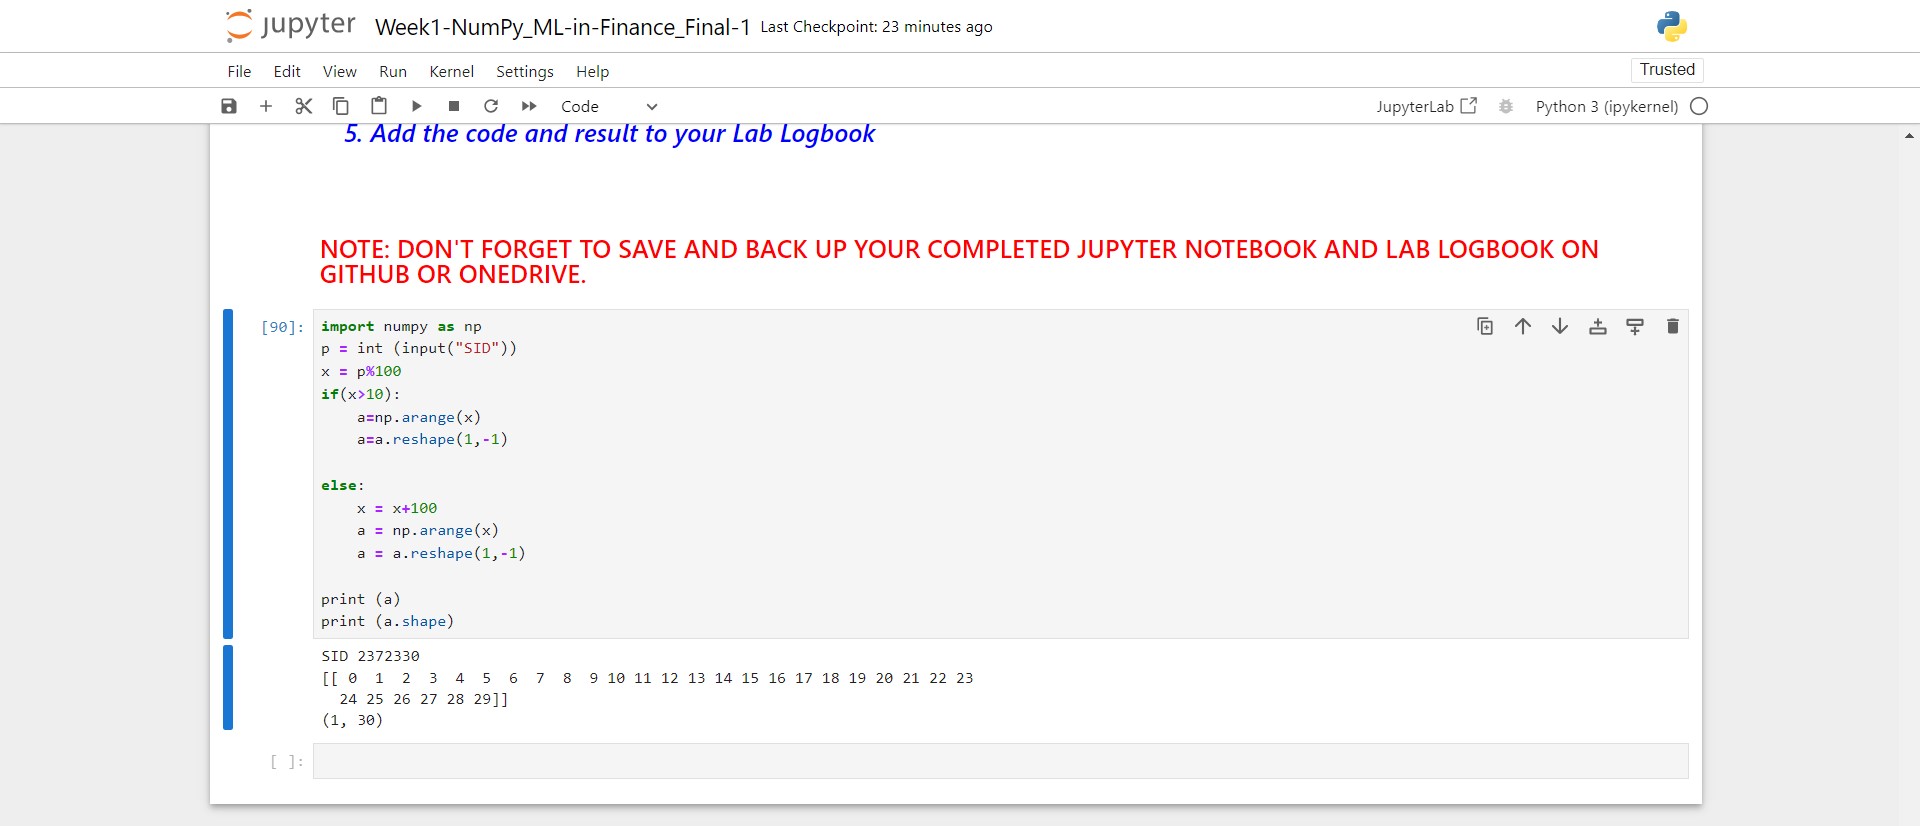 jupyter Week1-NumPy_ML-in-Finance_Final-1 Last Checkpoint: 23 minutes ago
File Edit View Run Kernel Settings Help Trusted
Code JupyterLab Python 3 (ipykernel)
5. Add the code and result to your Lab Logbook
NOTE: DON'T FORGET TO SAVE AND BACK UP YOUR COMPLETED JUPYTER NOTEBOOK AND LAB LOGBOOK ON
GITHUB OR ONEDRIVE.
[90]: import numpy as np
p = int (input("SID"))
x = p%100
if(x>10):
    a=np.arange(x)
    a=a.reshape(1,-1)
else:
    x = x+100
    a = np.arange(x)
    a = a.reshape(1,-1)
print (a)
print (a.shape)
SID 2372330
[[ 0  1  2  3  4  5  6  7  8  9 10 11 12 13 14 15 16 17 18 19 20 21 22 23
  24 25 26 27 28 29]]
(1, 30)
[ ]: